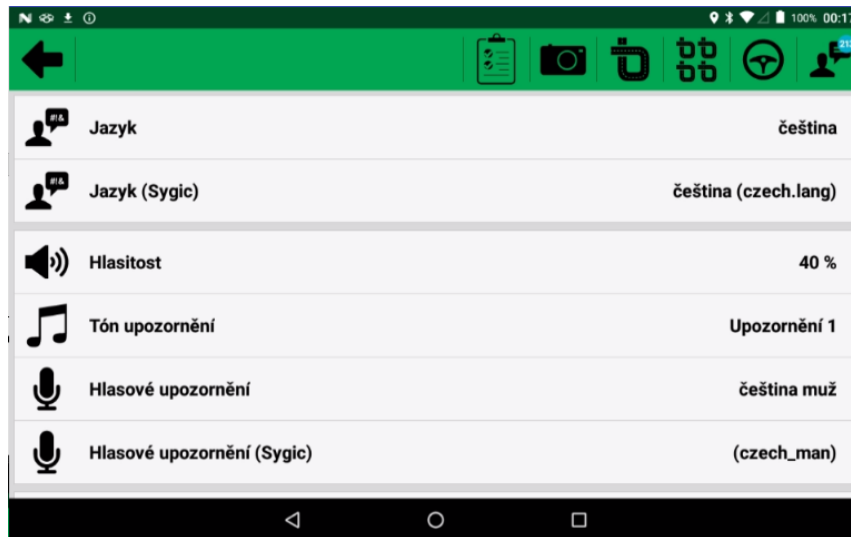 100% 00:17
213
#!& Jazyk čeština
#!& Jazyk (Sygic) čeština (czech.lang)
Hlasitost 40 %
Tón upozornění Upozornění 1
Hlasové upozornění čeština muž
Hlasové upozornění (Sygic) (czech_man)